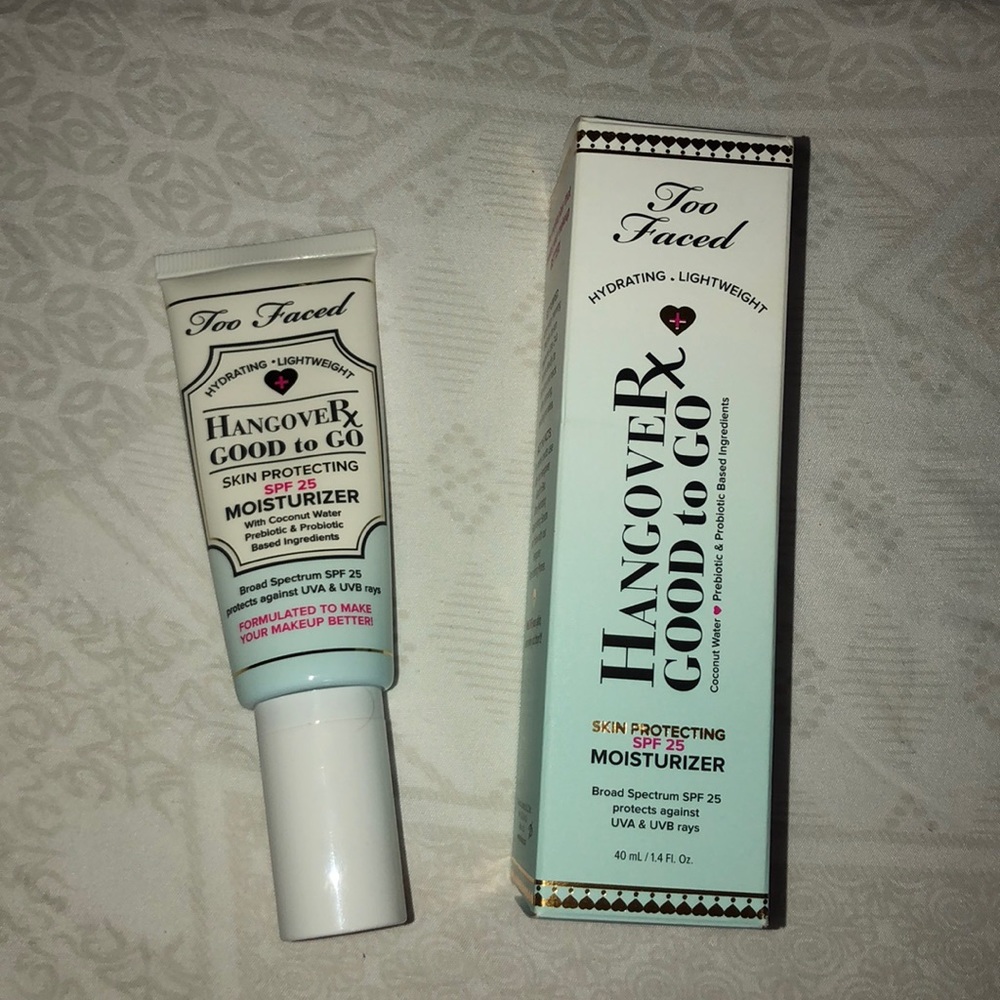 Too Faced
HYDRATING • LIGHTWEIGHT
HANGOVERx
GOOD to GO
SKIN PROTECTING
SPF 25
MOISTURIZER
With Coconut Water
Prebiotic & Probiotic
Based Ingredients
Broad Spectrum SPF 25
protects against UVA & UVB rays
FORMULATED TO MAKE
YOUR MAKEUP BETTER!
Too
Faced
HYDRATING . LIGHTWEIGHT
HANGOVERx
GOOD to GO
Coconut Water ♥ Prebiotic & Probiotic Based Ingredients
SKIN PROTECTING
SPF 25
MOISTURIZER
Broad Spectrum SPF 25
protects against
UVA & UVB rays
40 mL / 1.4 Fl. Oz.